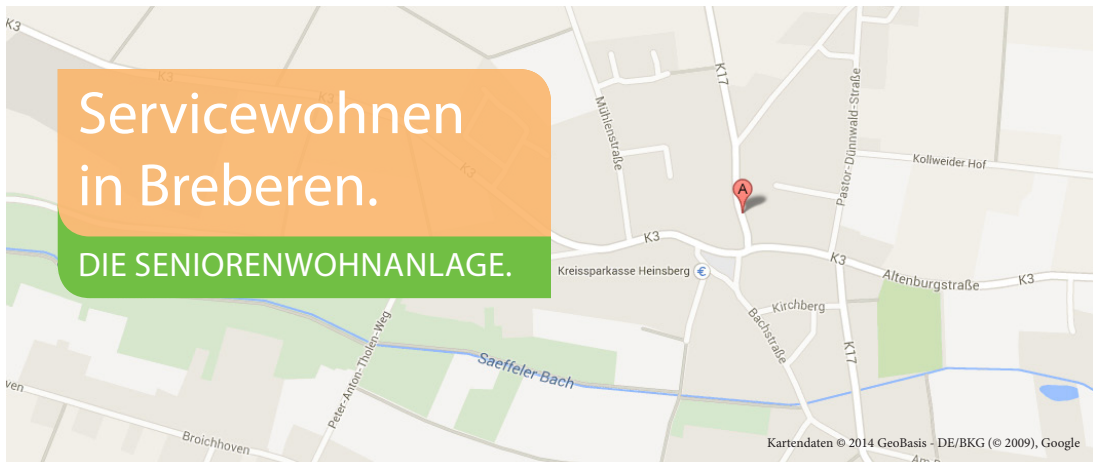 K3
K3
K3
K3
Servicewohnen
in Breberen.
DIE SENIORENWOHNANLAGE.
K17
Mühlenstraße
Pastor-Dünnwald-Straße
Kollweider Hof
A
K3
K3
Kreissparkasse Heinsberg
€
Altenburgstraße
K3
Kirchberg
Bachstraße
K17
Peter-Anton-Tholen-Weg
Saeffeler Bach
ven
Broichhoven
Kartendaten © 2014 GeoBasis - DE/BKG (© 2009), Google